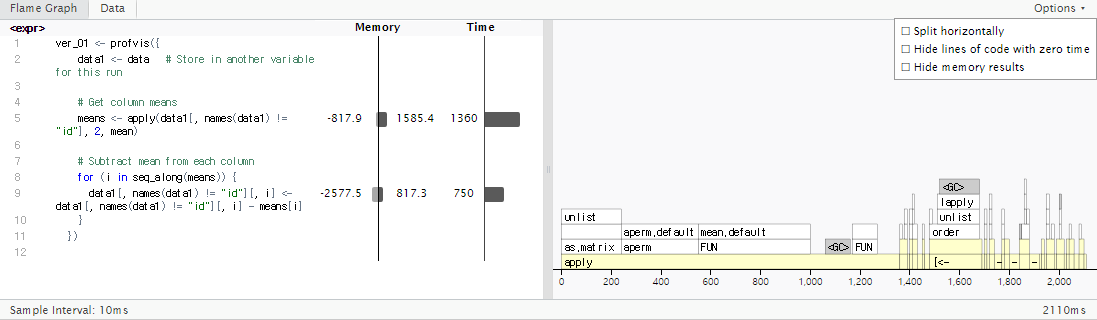 Flame Graph Data Options
<expr> Memory Time
1 ver_01 <- profvis({
2 data1 <- data # Store in another variable
for this run
3
4 # Get column means
5 means <- apply(data1[, names(data1) != -817.9 1585.4 1360
"id"], 2, mean)
6
7 # Subtract mean from each column
8 for (i in seq_along(means)) {
9 data1[, names(data1) != "id"][, i] <- -2577.5 817.3 750
data1[, names(data1) != "id"][, i] - means[i]
10 }
11 })
12
Split horizontally
Hide lines of code with zero time
Hide memory results
<GC>
lapply
unlist unlist
aperm.default mean.default order
as.matrix aperm FUN <GC> FUN
apply [<- - - -
0 200 400 600 800 1,000 1,200 1,400 1,600 1,800 2,000
Sample Interval: 10ms 2110ms